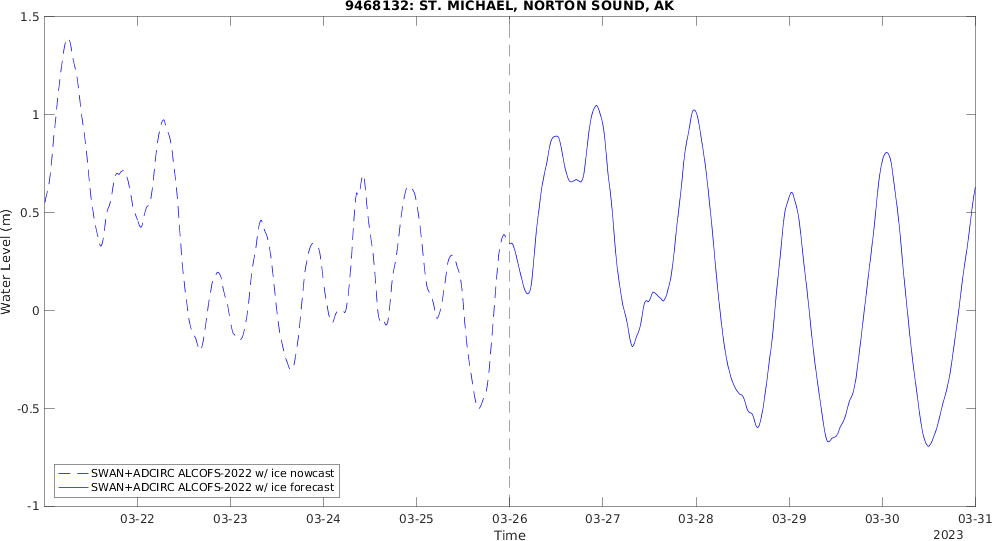 9468132: ST. MICHAEL, NORTON SOUND, AK
1.5
1
0.5
0
-0.5
-1
Water Level (m)
SWAN+ADCIRC ALCOFS-2022 w/ ice nowcast
SWAN+ADCIRC ALCOFS-2022 w/ ice forecast
03-22 03-23 03-24 03-25 03-26 03-27 03-28 03-29 03-30 03-31
Time
2023